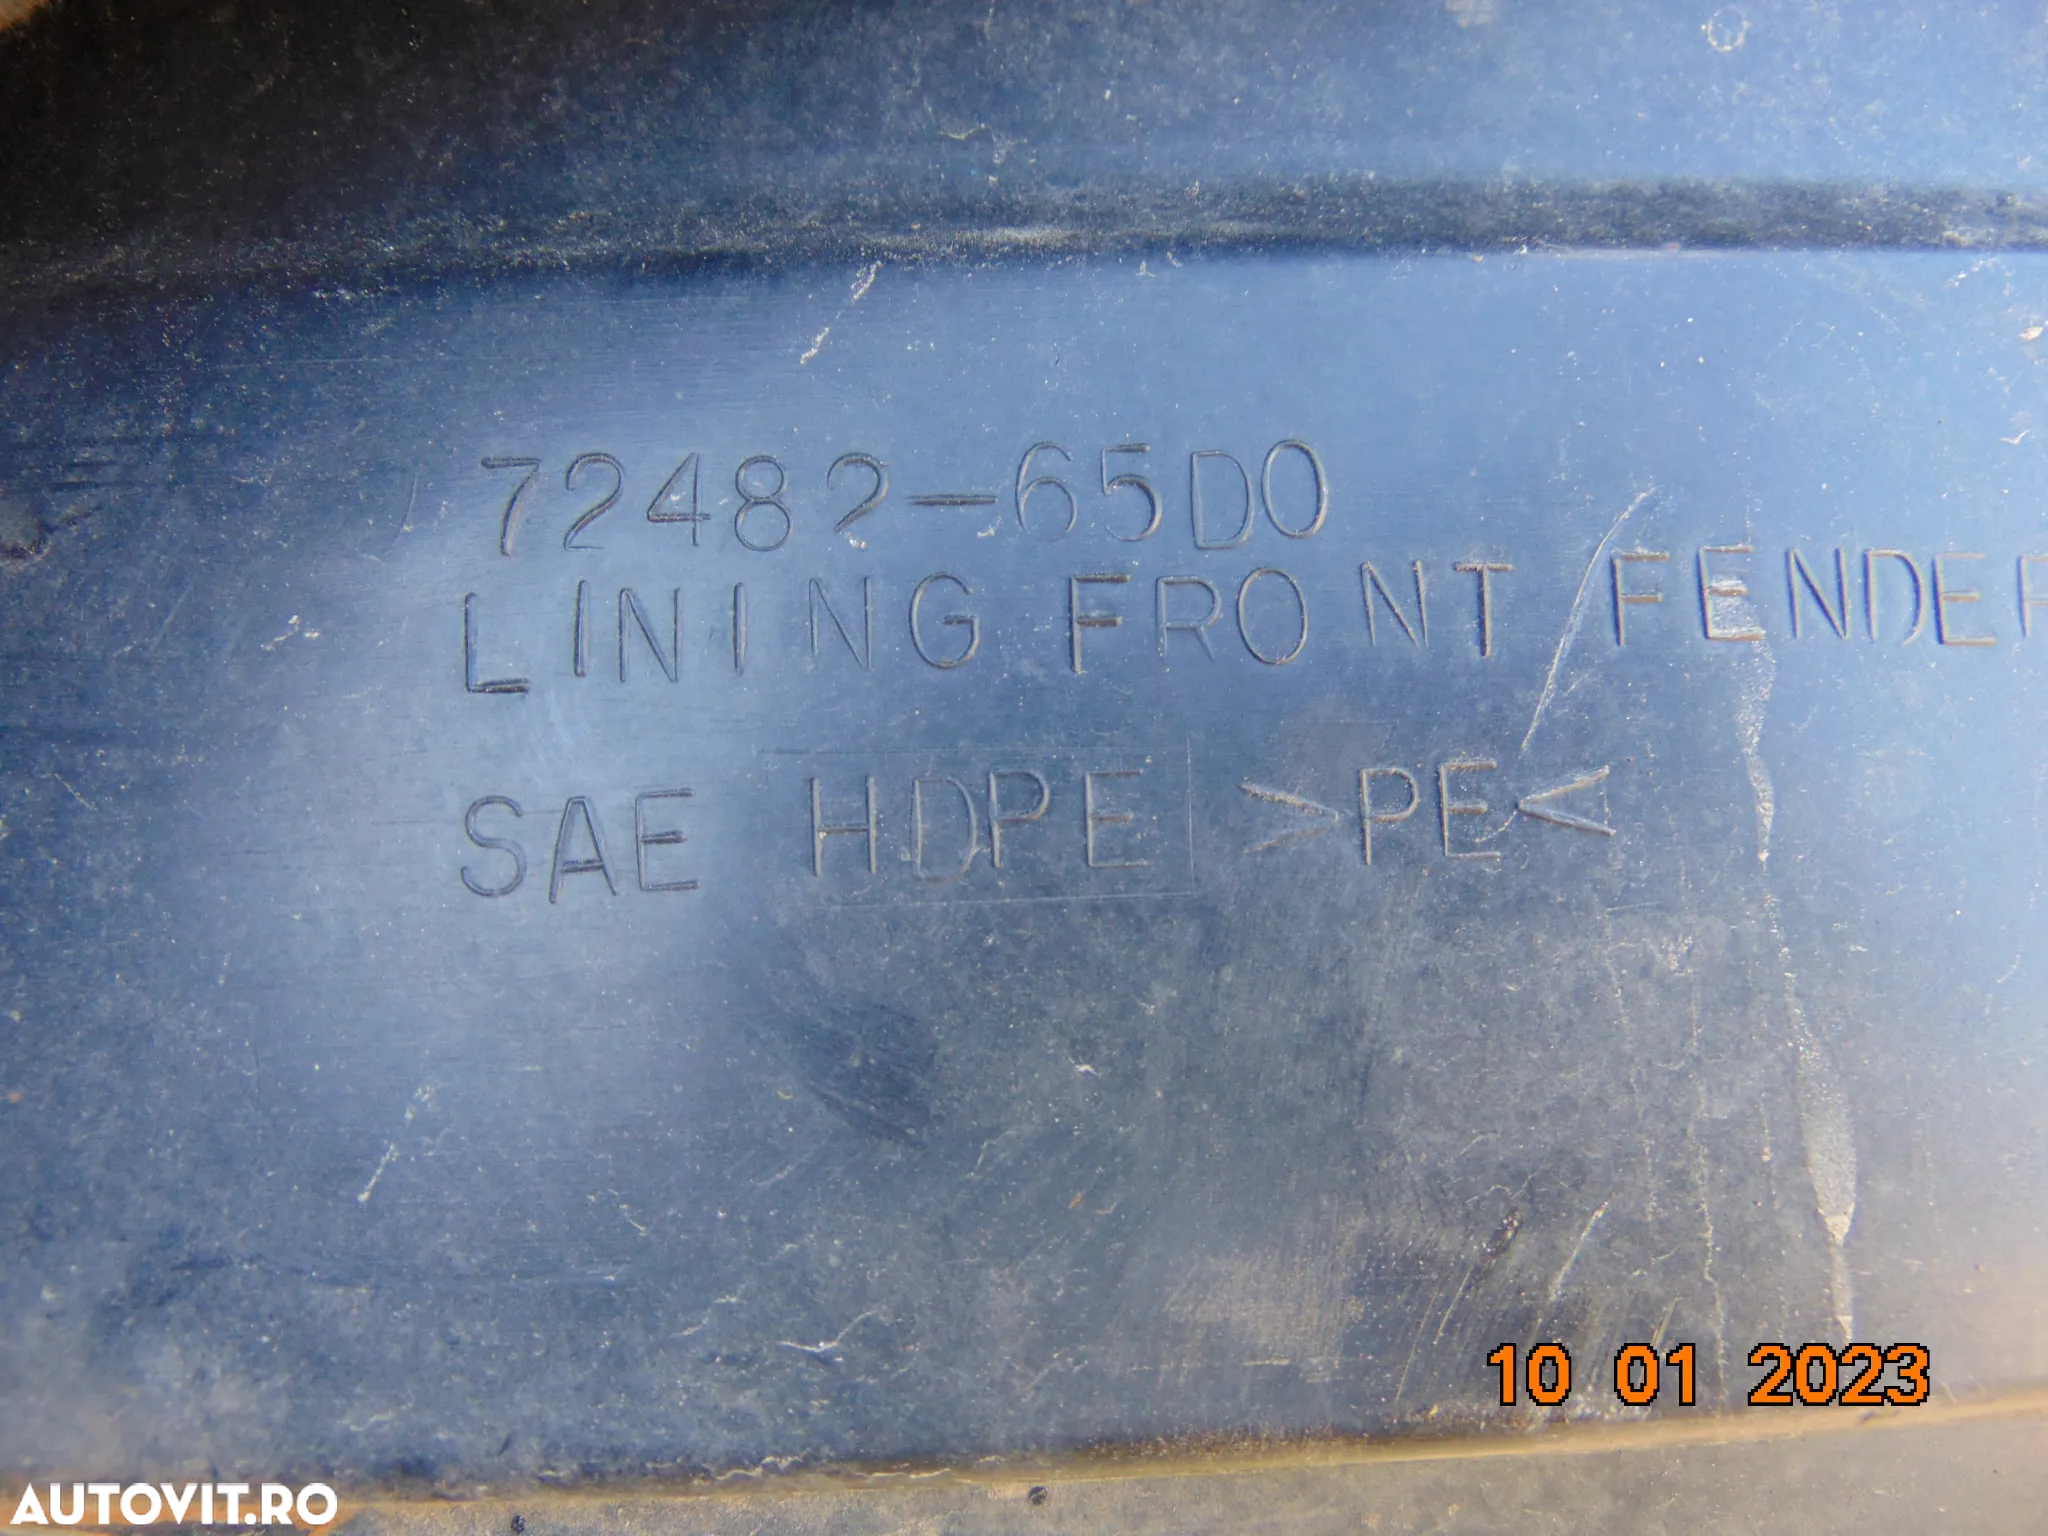 72482-65D0
LINING FRONT FENDER
SAE HDPE >PE<
10 01 2023
AUTOVIT.RO